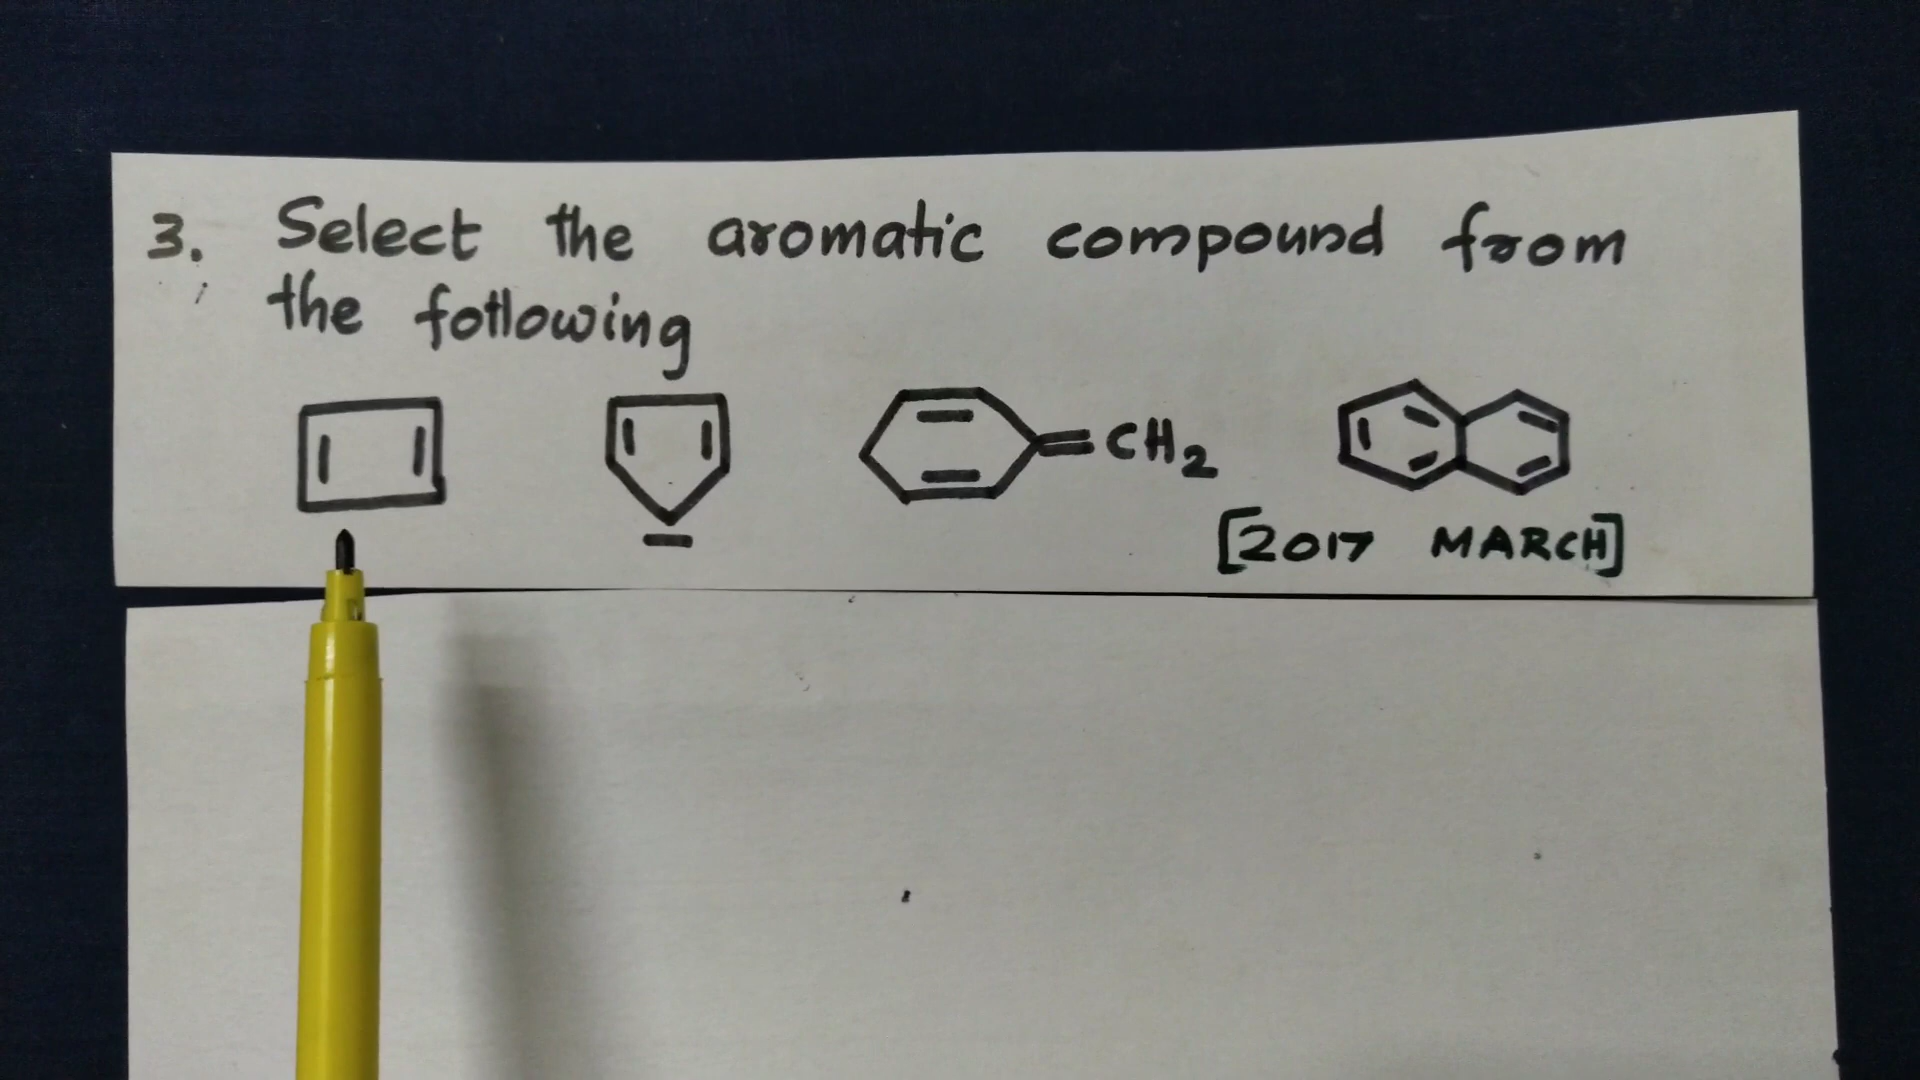 3. Select the aromatic compound from
the following
=CH2
[2017 MARCH]